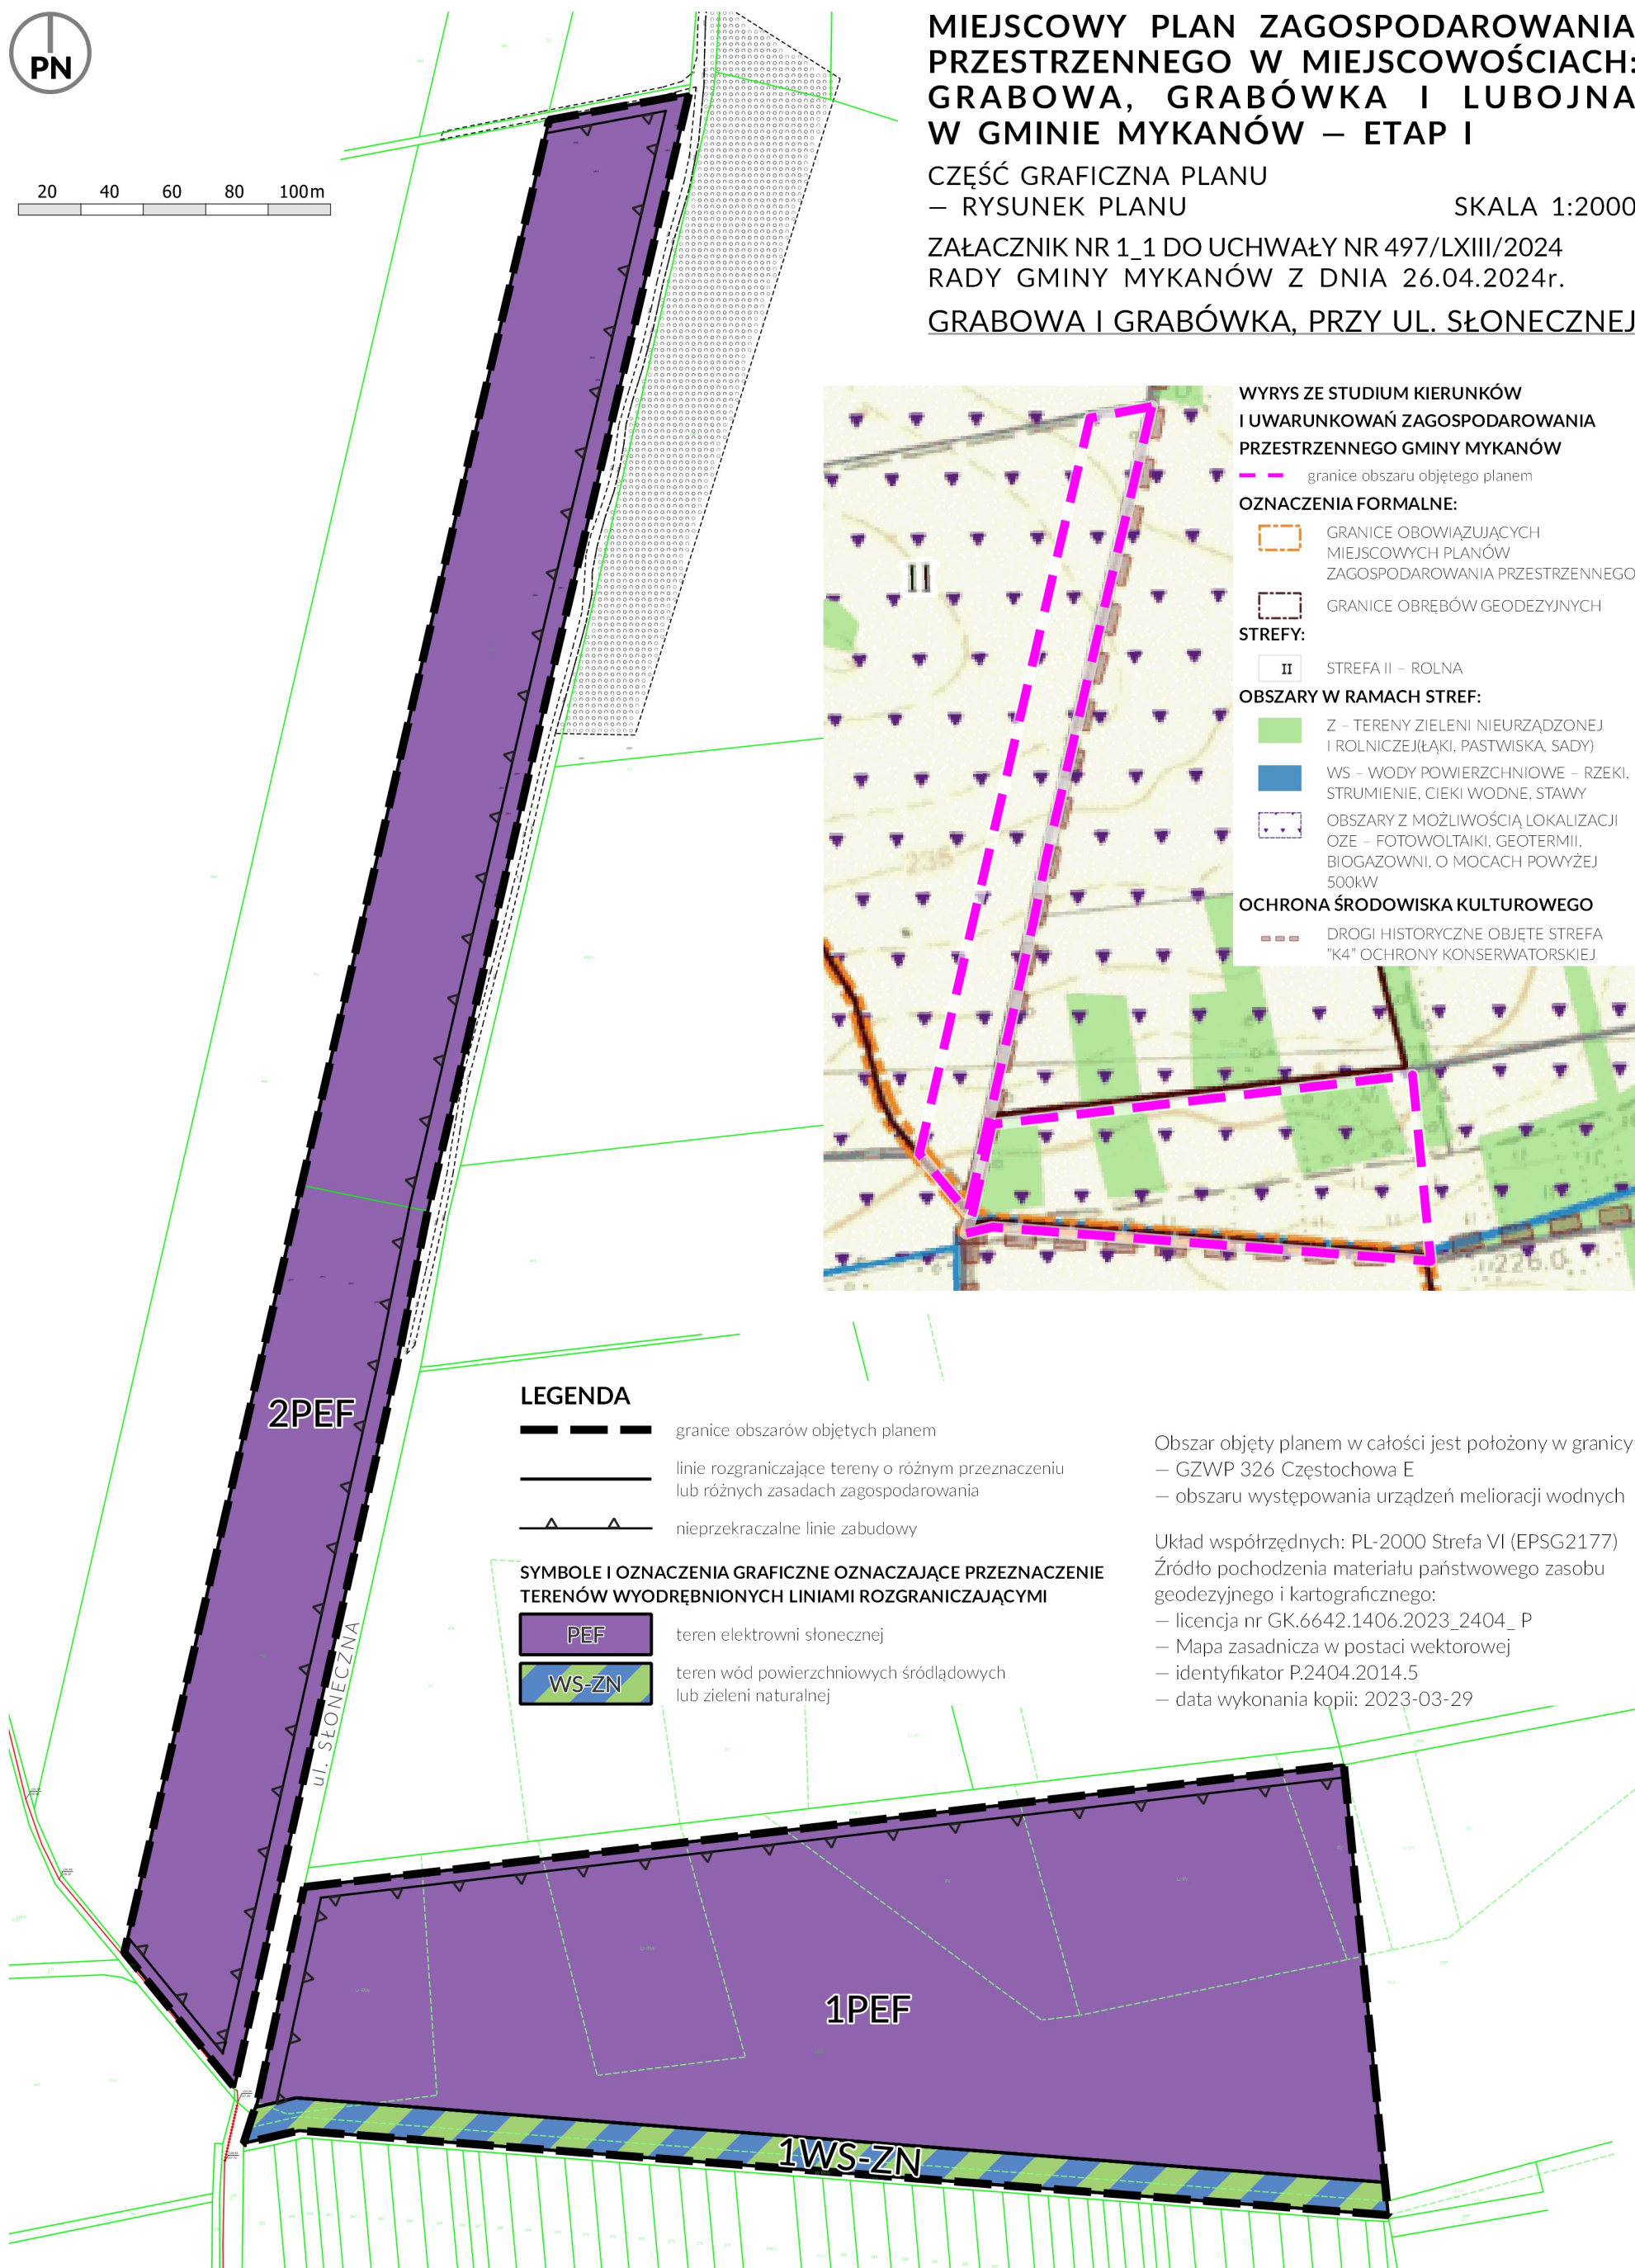 PN
20 40 60 80 100m
MIEJSCOWY PLAN ZAGOSPODAROWANIA
PRZESTRZENNEGO W MIEJSCOWOŚCIACH:
GRABOWA, GRABÓWKA I LUBOJNA
W GMINIE MYKANÓW — ETAP I
CZĘŚĆ GRAFICZNA PLANU
— RYSUNEK PLANU SKALA 1:2000
ZAŁACZNIK NR 1_1 DO UCHWAŁY NR 497/LXIII/2024
RADY GMINY MYKANÓW Z DNIA 26.04.2024r.
GRABOWA I GRABÓWKA, PRZY UL. SŁONECZNEJ
WYRYS ZE STUDIUM KIERUNKÓW
I UWARUNKOWAŃ ZAGOSPODAROWANIA
PRZESTRZENNEGO GMINY MYKANÓW
granice obszaru objętego planem
OZNACZENIA FORMALNE:
GRANICE OBOWIĄZUJĄCYCH
MIEJSCOWYCH PLANÓW
ZAGOSPODAROWANIA PRZESTRZENNEGO
GRANICE OBRĘBÓW GEODEZYJNYCH
STREFY:
II STREFA II – ROLNA
OBSZARY W RAMACH STREF:
Z – TERENY ZIELENI NIEURZĄDZONEJ
I ROLNICZEJ(ŁĄKI, PASTWISKA, SADY)
WS – WODY POWIERZCHNIOWE – RZEKI,
STRUMIENIE, CIEKI WODNE, STAWY
OBSZARY Z MOŻLIWOŚCIĄ LOKALIZACJI
OZE – FOTOWOLTAIKI, GEOTERMII,
BIOGAZOWNI, O MOCACH POWYŻEJ
500kW
OCHRONA ŚRODOWISKA KULTUROWEGO
DROGI HISTORYCZNE OBJĘTE STREFA
"K4" OCHRONY KONSERWATORSKIEJ
II
235
226.0
LEGENDA
granice obszarów objętych planem
linie rozgraniczające tereny o różnym przeznaczeniu
lub różnych zasadach zagospodarowania
nieprzekraczalne linie zabudowy
SYMBOLE I OZNACZENIA GRAFICZNE OZNACZAJĄCE PRZEZNACZENIE
TERENÓW WYODRĘBNIONYCH LINIAMI ROZGRANICZAJĄCYMI
PEF teren elektrowni słonecznej
WS-ZN teren wód powierzchniowych śródlądowych
lub zieleni naturalnej
Obszar objęty planem w całości jest położony w granicy:
— GZWP 326 Częstochowa E
— obszaru występowania urządzeń melioracji wodnych
Układ współrzędnych: PL-2000 Strefa VI (EPSG2177)
Źródło pochodzenia materiału państwowego zasobu
geodezyjnego i kartograficznego:
— licencja nr GK.6642.1406.2023_2404_ P
— Mapa zasadnicza w postaci wektorowej
— identyfikator P.2404.2014.5
— data wykonania kopii: 2023-03-29
2PEF
ul. SŁONECZNA
1PEF
1WS-ZN